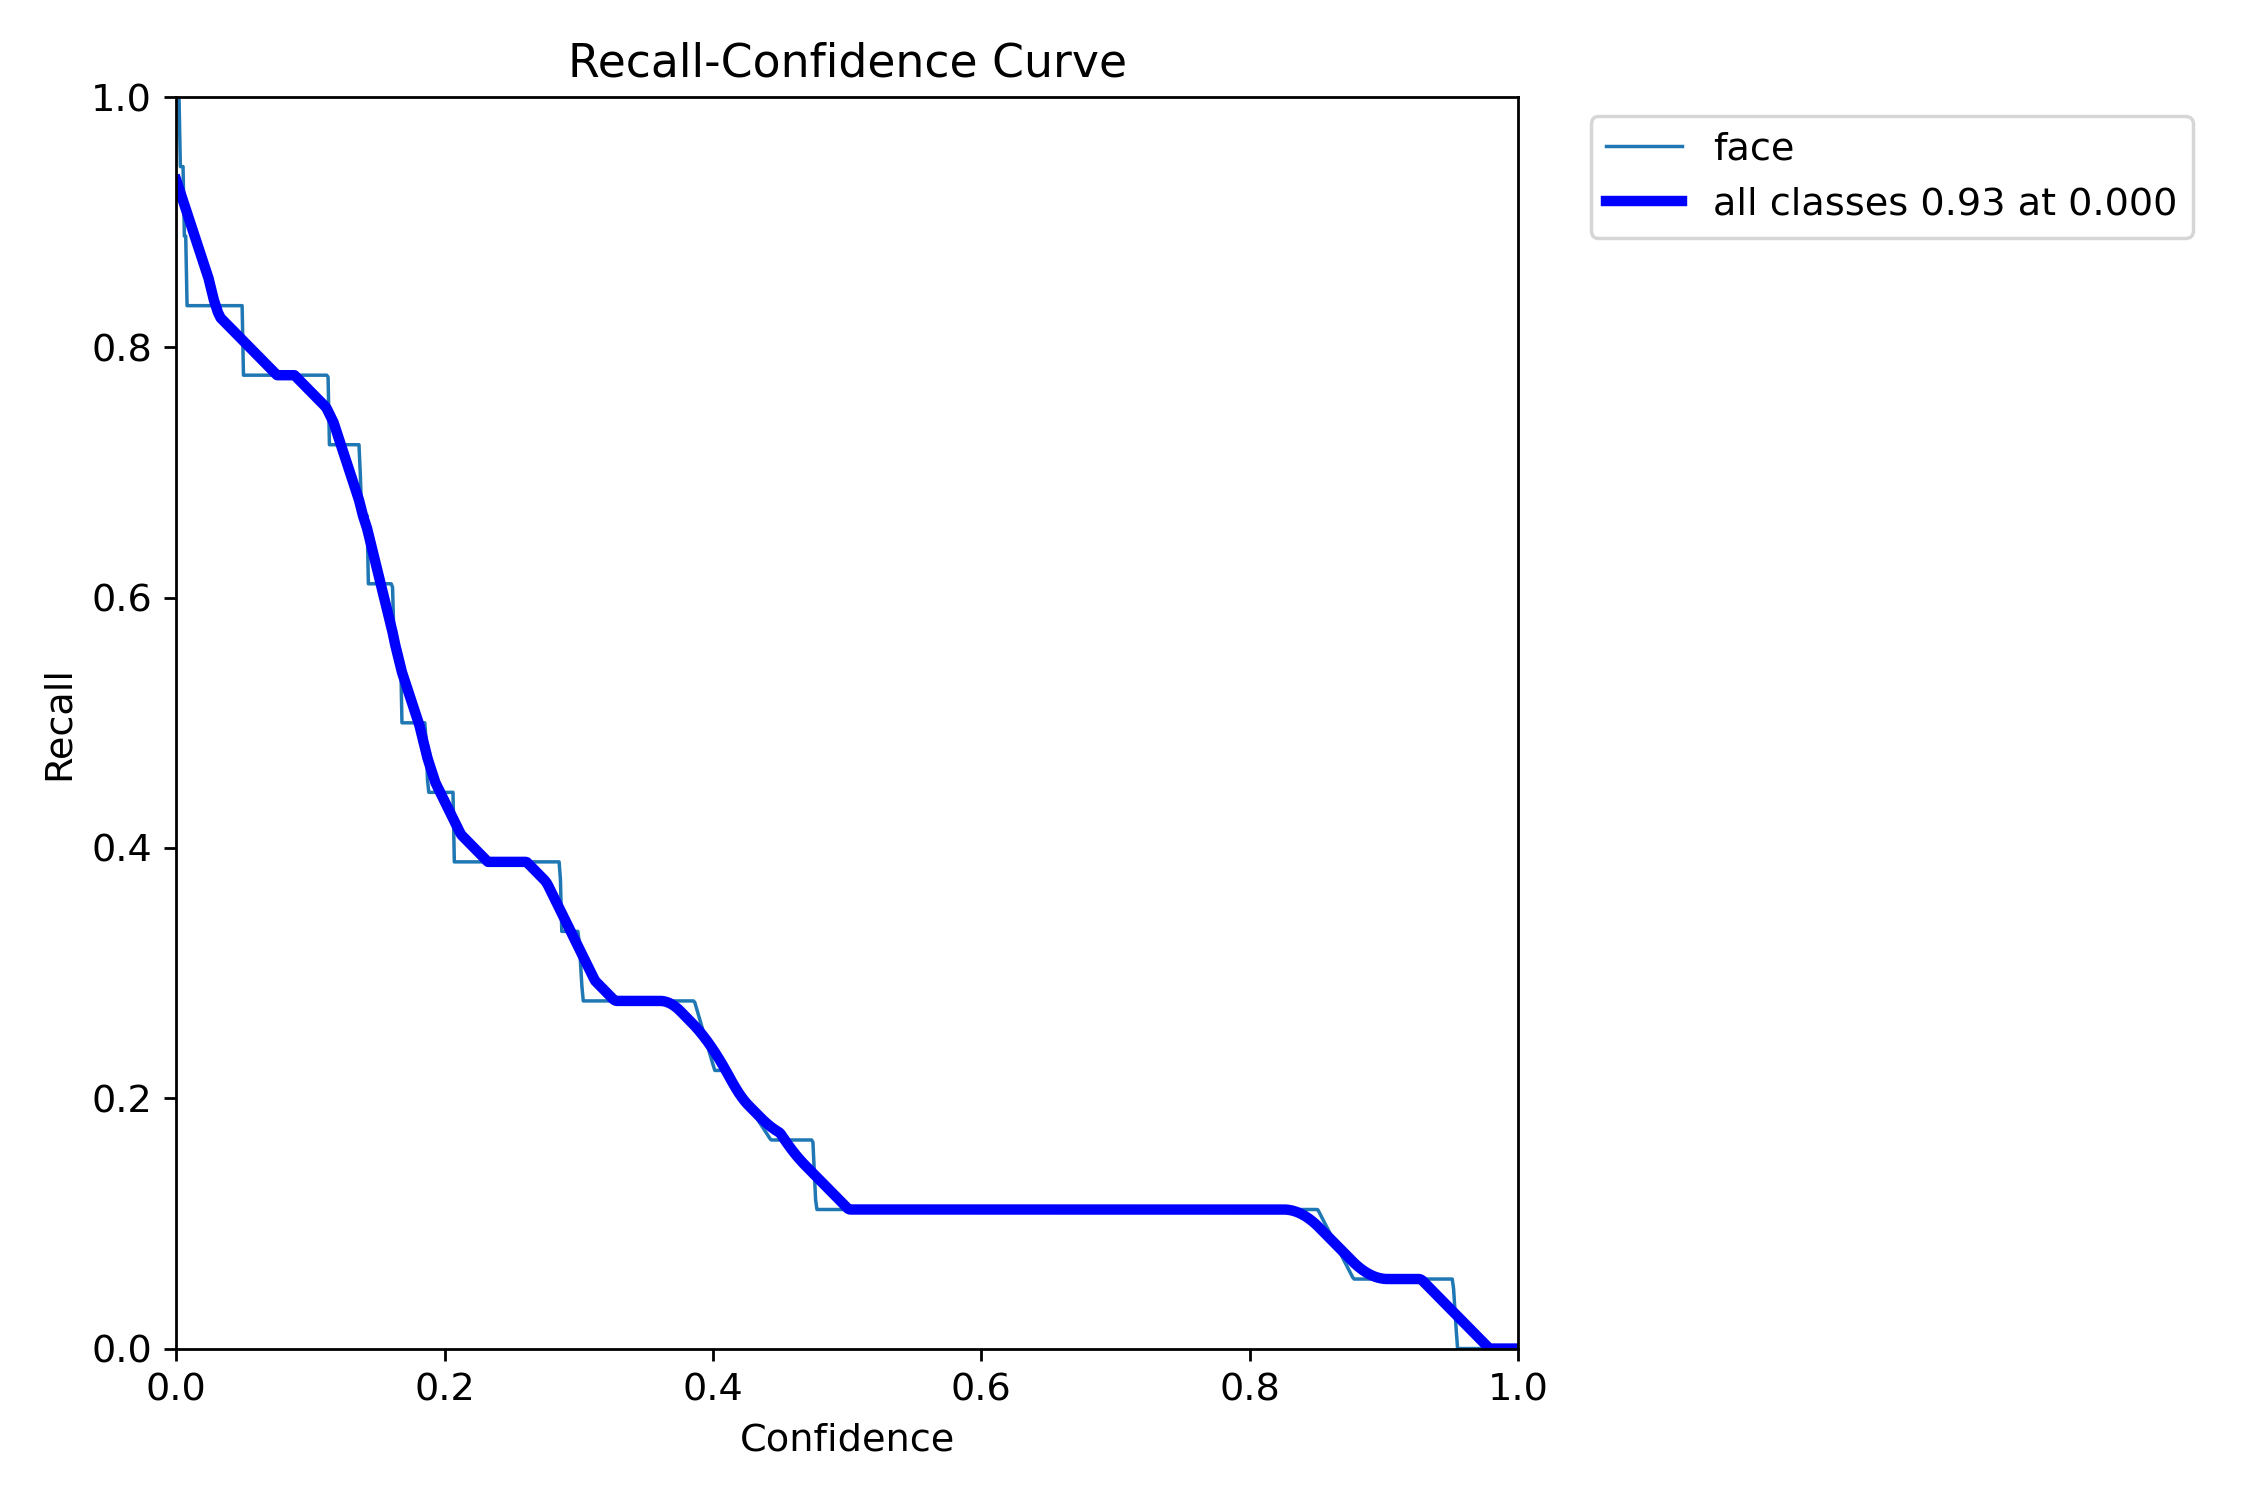 Recall-Confidence Curve
1.0
0.8
0.6
0.4
0.2
0.0
Recall
0.0 0.2 0.4 0.6 0.8 1.0
Confidence
face
all classes 0.93 at 0.000